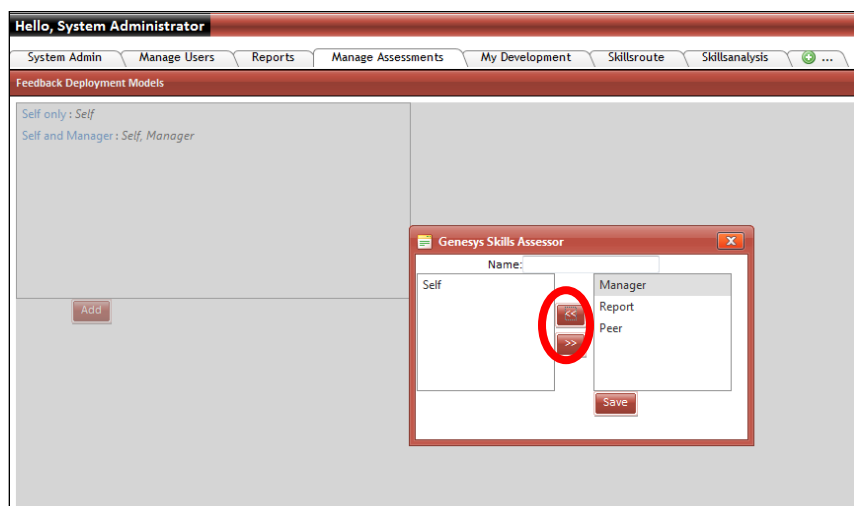 Hello, System Administrator
System Admin Manage Users Reports Manage Assessments My Development Skillsroute Skillsanalysis ...
Feedback Deployment Models
Self only : Self
Self and Manager : Self, Manager
Add
Genesys Skills Assessor X
Name:
Self
<<
>>
Manager
Report
Peer
Save